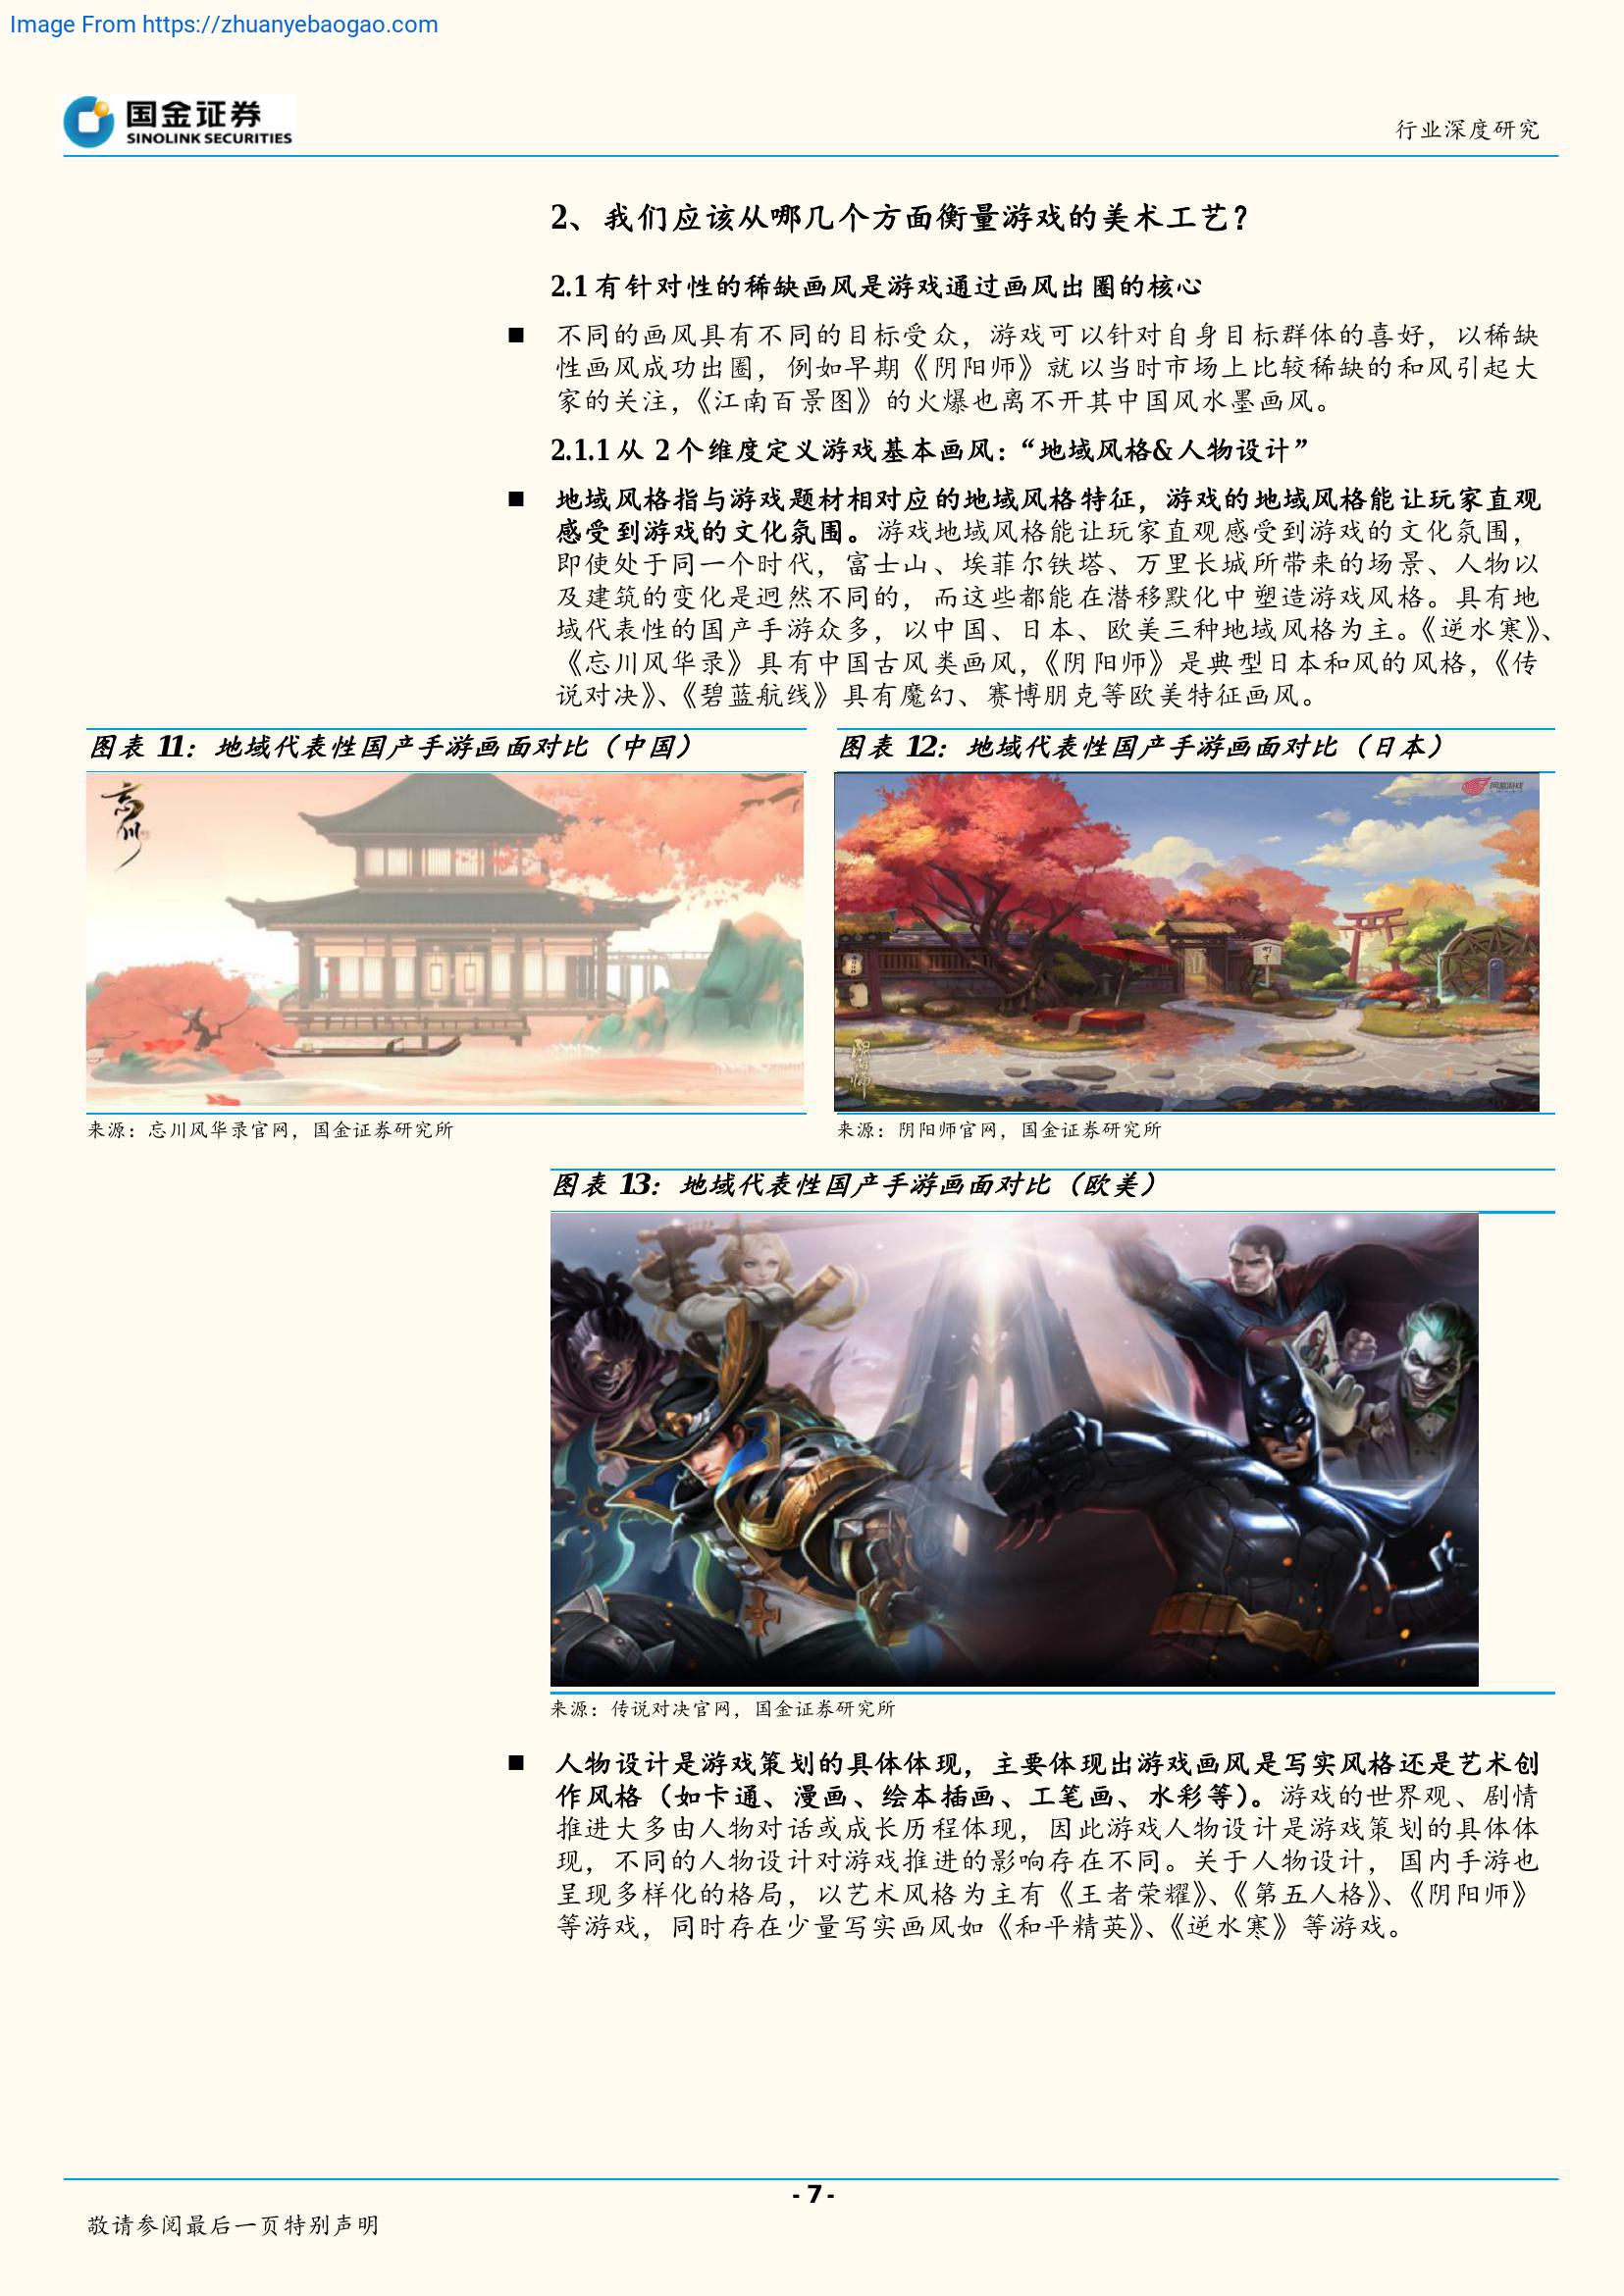 Image From https://zhuanyebaogao.com
国金证券
SINOLINK SECURITIES
行业深度研究
2、我们应该从哪几个方面衡量游戏的美术工艺？
2.1 有针对性的稀缺画风是游戏通过画风出圈的核心
■ 不同的画风具有不同的目标受众，游戏可以针对自身目标群体的喜好，以稀缺
性画风成功出圈，例如早期《阴阳师》就以当时市场上比较稀缺的和风引起大
家的关注，《江南百景图》的火爆也离不开其中国风水墨画风。
2.1.1 从 2 个维度定义游戏基本画风：“地域风格&人物设计”
■ 地域风格指与游戏题材相对应的地域风格特征，游戏的地域风格能让玩家直观
感受到游戏的文化氛围。游戏地域风格能让玩家直观感受到游戏的文化氛围，
即使处于同一个时代，富士山、埃菲尔铁塔、万里长城所带来的场景、人物以
及建筑的变化是迥然不同的，而这些都能在潜移默化中塑造游戏风格。具有地
域代表性的国产手游众多，以中国、日本、欧美三种地域风格为主。《逆水寒》、
《忘川风华录》具有中国古风类画风，《阴阳师》是典型日本和风的风格，《传
说对决》、《碧蓝航线》具有魔幻、赛博朋克等欧美特征画风。
图表 11：地域代表性国产手游画面对比（中国）
忘川
来源：忘川风华录官网，国金证券研究所
图表 12：地域代表性国产手游画面对比（日本）
网易游戏
阴阳师
来源：阴阳师官网，国金证券研究所
图表 13：地域代表性国产手游画面对比（欧美）
来源：传说对决官网，国金证券研究所
■ 人物设计是游戏策划的具体体现，主要体现出游戏画风是写实风格还是艺术创
作风格（如卡通、漫画、绘本插画、工笔画、水彩等）。游戏的世界观、剧情
推进大多由人物对话或成长历程体现，因此游戏人物设计是游戏策划的具体体
现，不同的人物设计对游戏推进的影响存在不同。关于人物设计，国内手游也
呈现多样化的格局，以艺术风格为主有《王者荣耀》、《第五人格》、《阴阳师》
等游戏，同时存在少量写实画风如《和平精英》、《逆水寒》等游戏。
- 7 -
敬请参阅最后一页特别声明